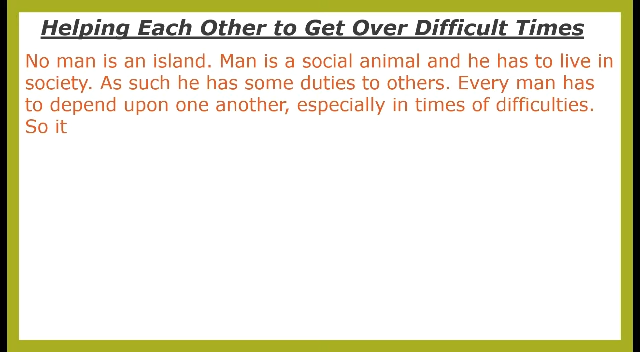 Helping Each Other to Get Over Difficult Times
No man is an island. Man is a social animal and he has to live in
society. As such he has some duties to others. Every man has
to depend upon one another, especially in times of difficulties.
So it